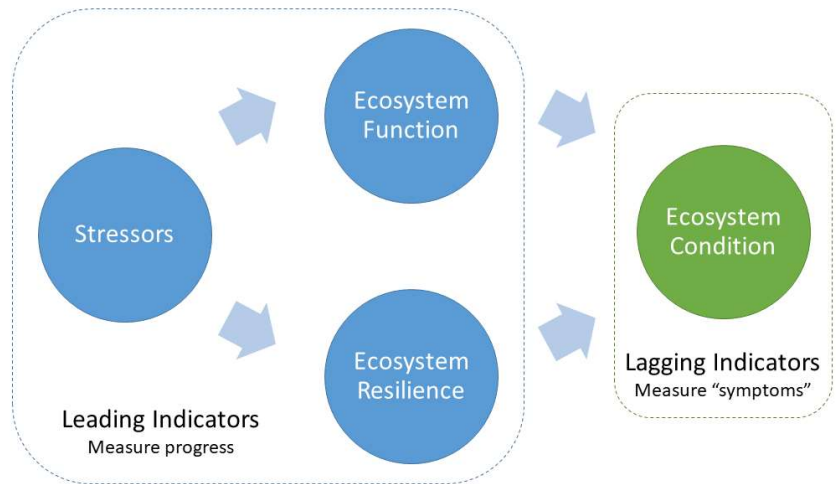 Stressors
Ecosystem
Function
Ecosystem
Resilience
Leading Indicators
Measure progress
Ecosystem
Condition
Lagging Indicators
Measure “symptoms”